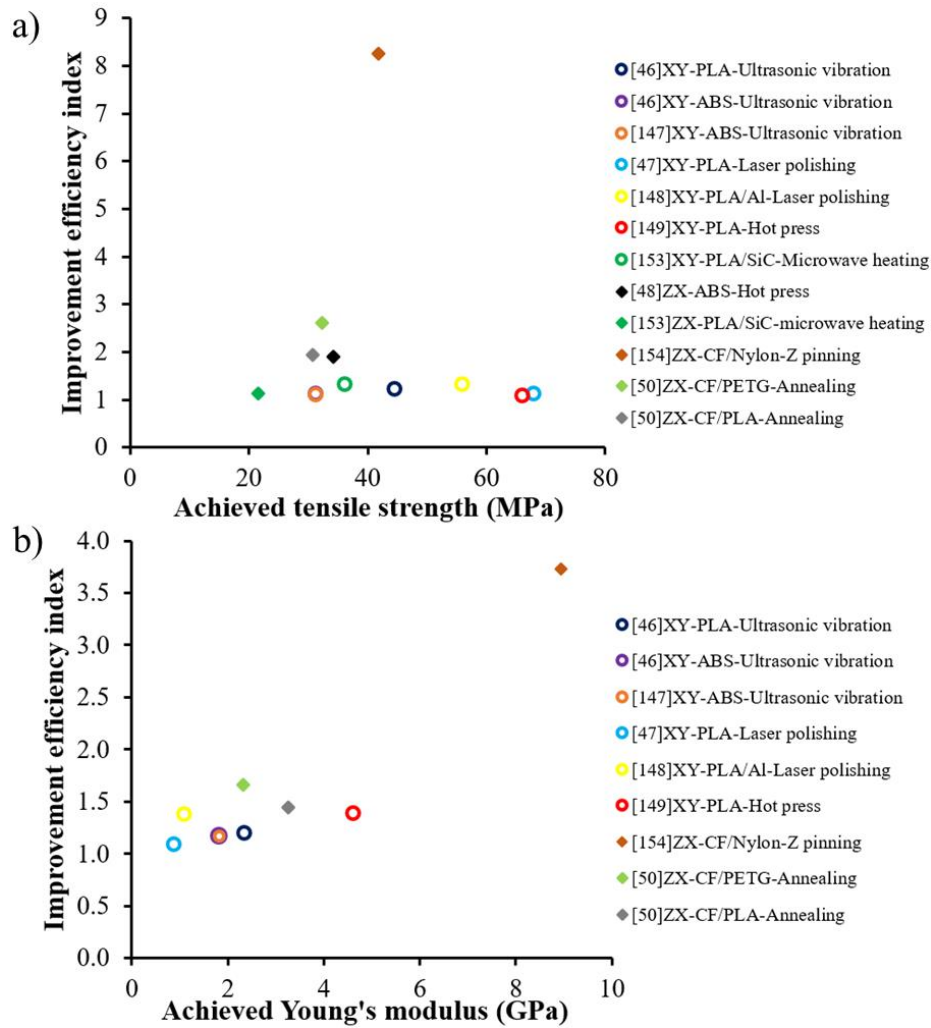 a)
Improvement efficiency index
9
8
7
6
5
4
3
2
1
0
0 20 40 60 80
Achieved tensile strength (MPa)
[46]XY-PLA-Ultrasonic vibration
[46]XY-ABS-Ultrasonic vibration
[147]XY-ABS-Ultrasonic vibration
[47]XY-PLA-Laser polishing
[148]XY-PLA/Al-Laser polishing
[149]XY-PLA-Hot press
[153]XY-PLA/SiC-Microwave heating
[48]ZX-ABS-Hot press
[153]ZX-PLA/SiC-microwave heating
[154]ZX-CF/Nylon-Z pinning
[50]ZX-CF/PETG-Annealing
[50]ZX-CF/PLA-Annealing
b)
Improvement efficiency index
4.0
3.5
3.0
2.5
2.0
1.5
1.0
0.5
0.0
0 2 4 6 8 10
Achieved Young's modulus (GPa)
[46]XY-PLA-Ultrasonic vibration
[46]XY-ABS-Ultrasonic vibration
[147]XY-ABS-Ultrasonic vibration
[47]XY-PLA-Laser polishing
[148]XY-PLA/Al-Laser polishing
[149]XY-PLA-Hot press
[154]ZX-CF/Nylon-Z pinning
[50]ZX-CF/PETG-Annealing
[50]ZX-CF/PLA-Annealing